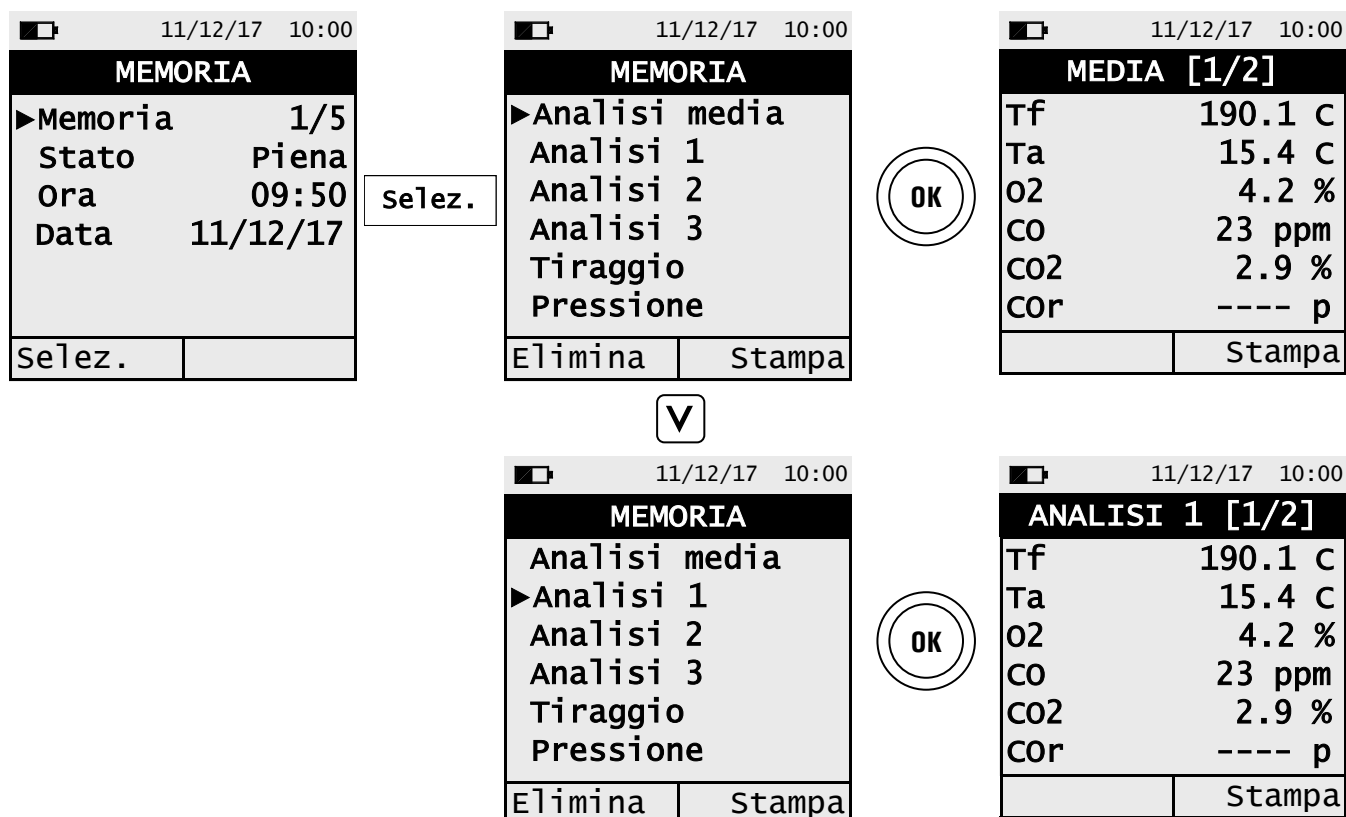 11/12/17 10:00
MEMORIA
►Memoria 1/5
Stato Piena
Ora 09:50
Data 11/12/17
Selez.
Selez.
11/12/17 10:00
MEMORIA
►Analisi media
Analisi 1
Analisi 2
Analisi 3
Tiraggio
Pressione
Elimina Stampa
OK
11/12/17 10:00
MEDIA [1/2]
Tf 190.1 C
Ta 15.4 C
O2 4.2 %
CO 23 ppm
CO2 2.9 %
COr ---- p
Stampa
V
11/12/17 10:00
MEMORIA
Analisi media
►Analisi 1
Analisi 2
Analisi 3
Tiraggio
Pressione
Elimina Stampa
OK
11/12/17 10:00
ANALISI 1 [1/2]
Tf 190.1 C
Ta 15.4 C
O2 4.2 %
CO 23 ppm
CO2 2.9 %
COr ---- p
Stampa